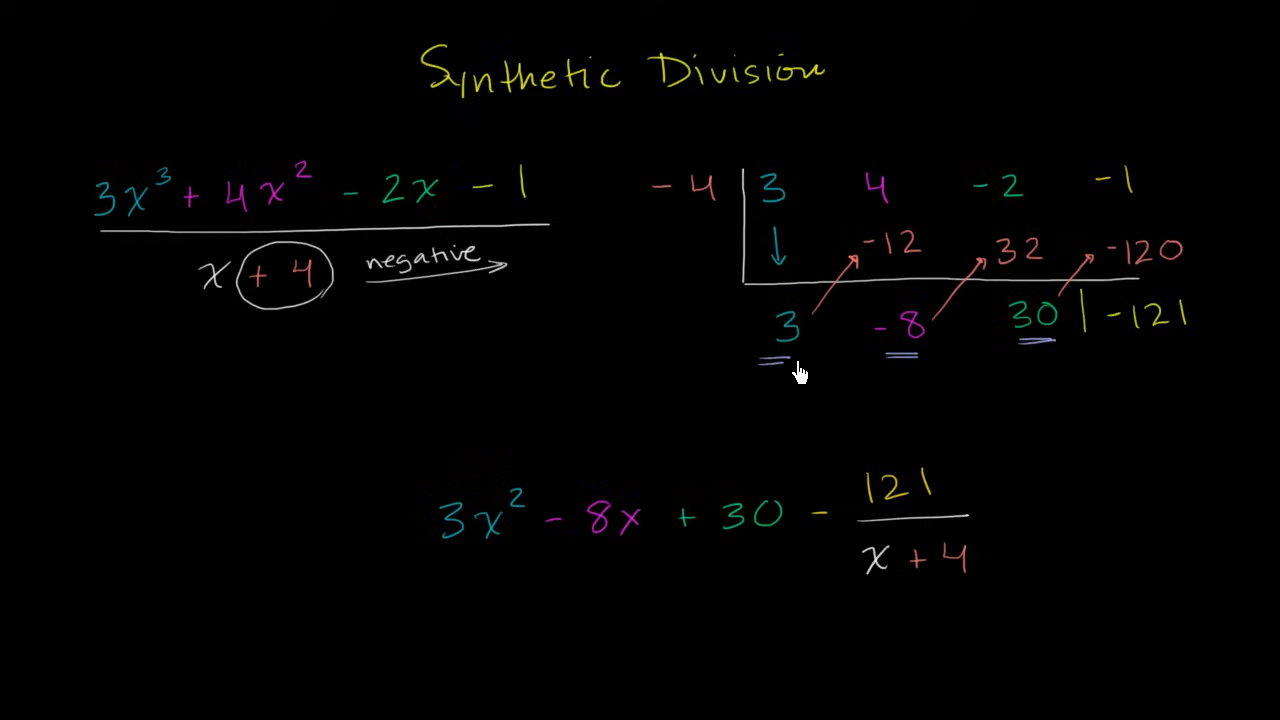 Synthetic Division
3x³ + 4x² - 2x - 1
x + 4 negative
-4 3 4 -2 -1
-12 32 -120
3 -8 30 | -121
3x² - 8x + 30 - 121
x + 4